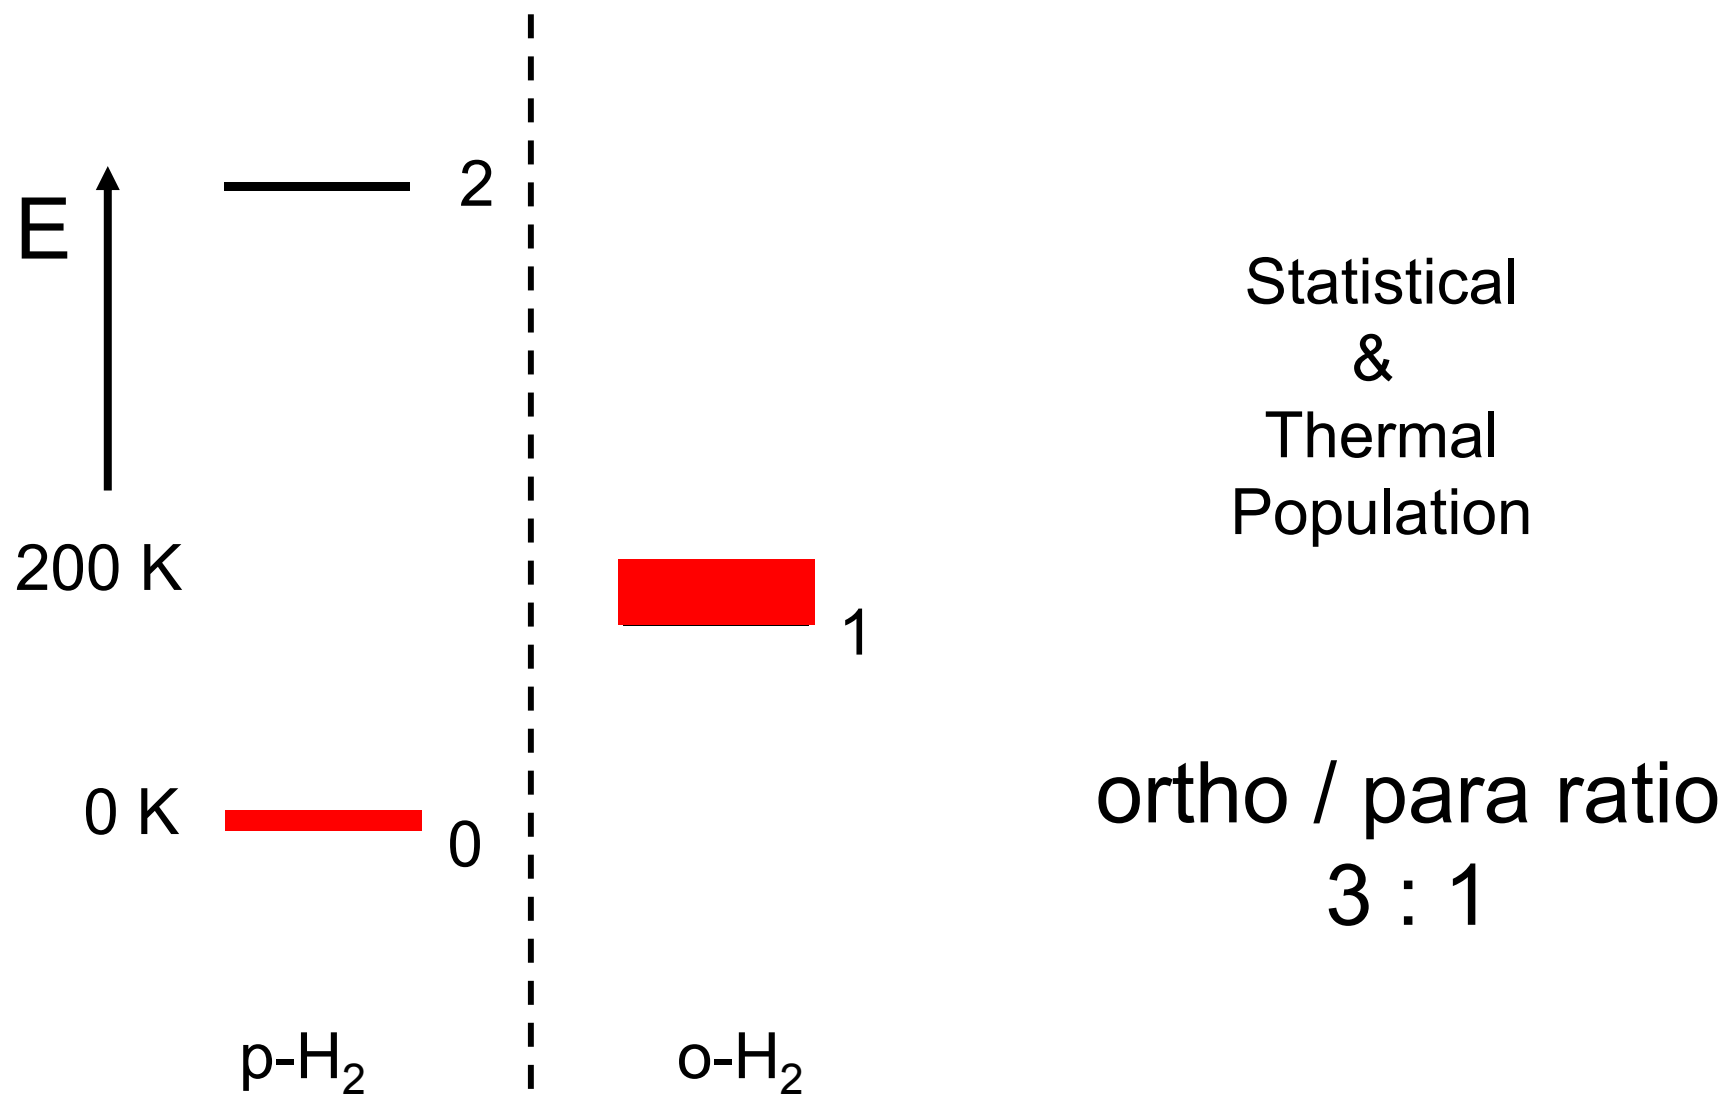 E
2
200 K
1
0 K
0
p-H₂
o-H₂
Statistical
&
Thermal
Population
ortho / para ratio
3 : 1